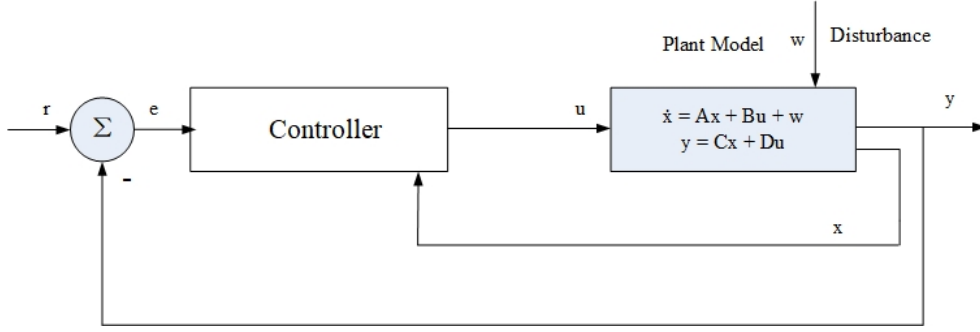 Plant Model
w
Disturbance
r
Σ
e
Controller
u
ẋ = Ax + Bu + w
y = Cx + Du
y
-
x